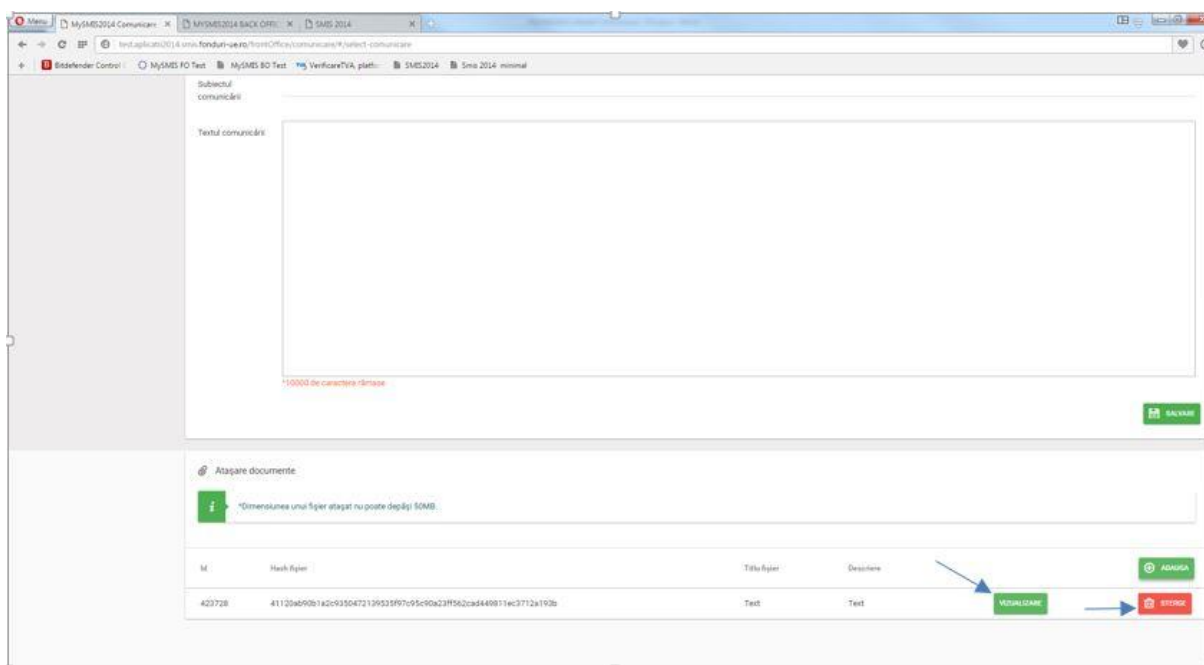 Menu MySMIS2014 Comunicare MYSMIS2014 BACK OFFIC SMIS 2014
test.aplicatii2014.smis.fonduri-ue.ro/frontOffice/comunicare/#/select-comunicare
Bitdefender Control MySMIS FO Test MySMIS BO Test VerificareTVA, platfo SMIS2014 Smis 2014 minimal
Subiectul
comunicării
Textul comunicării
*10000 de caractere rămase
SALVARE
Atașare documente
i *Dimensiunea unui fișier atașat nu poate depăși 50MB.
Id Hash fișier Titlu fișier Descriere ADAUGA
423728 Text Text VIZUALIZARE STERGE